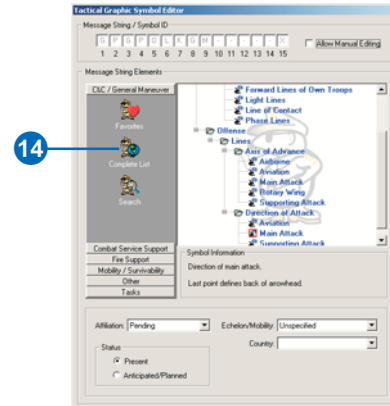 Tactical Graphic Symbol Editor
Message String / Symbol ID
G P G P O L K G M - - - - - X
1 2 3 4 5 6 7 8 9 10 11 12 13 14 15
Allow Manual Editing
Message String Elements
C&C / General Maneuver
Favorites
14
Complete List
Search
Combat Service Support
Fire Support
Mobility / Survivability
Other
Tasks
Forward Lines of Own Troops
Light Lines
Line of Contact
Phase Lines
Offense
Lines
Axis of Advance
Airborne
Aviation
Main Attack
Rotary Wing
Supporting Attack
Direction of Attack
Aviation
Main Attack
Supporting Attack
Symbol Information
Direction of main attack.
Last point defines back of arrowhead.
Affiliation: Pending
Echelon/Mobility: Unspecified
Status
Country:
Present
Anticipated/Planned